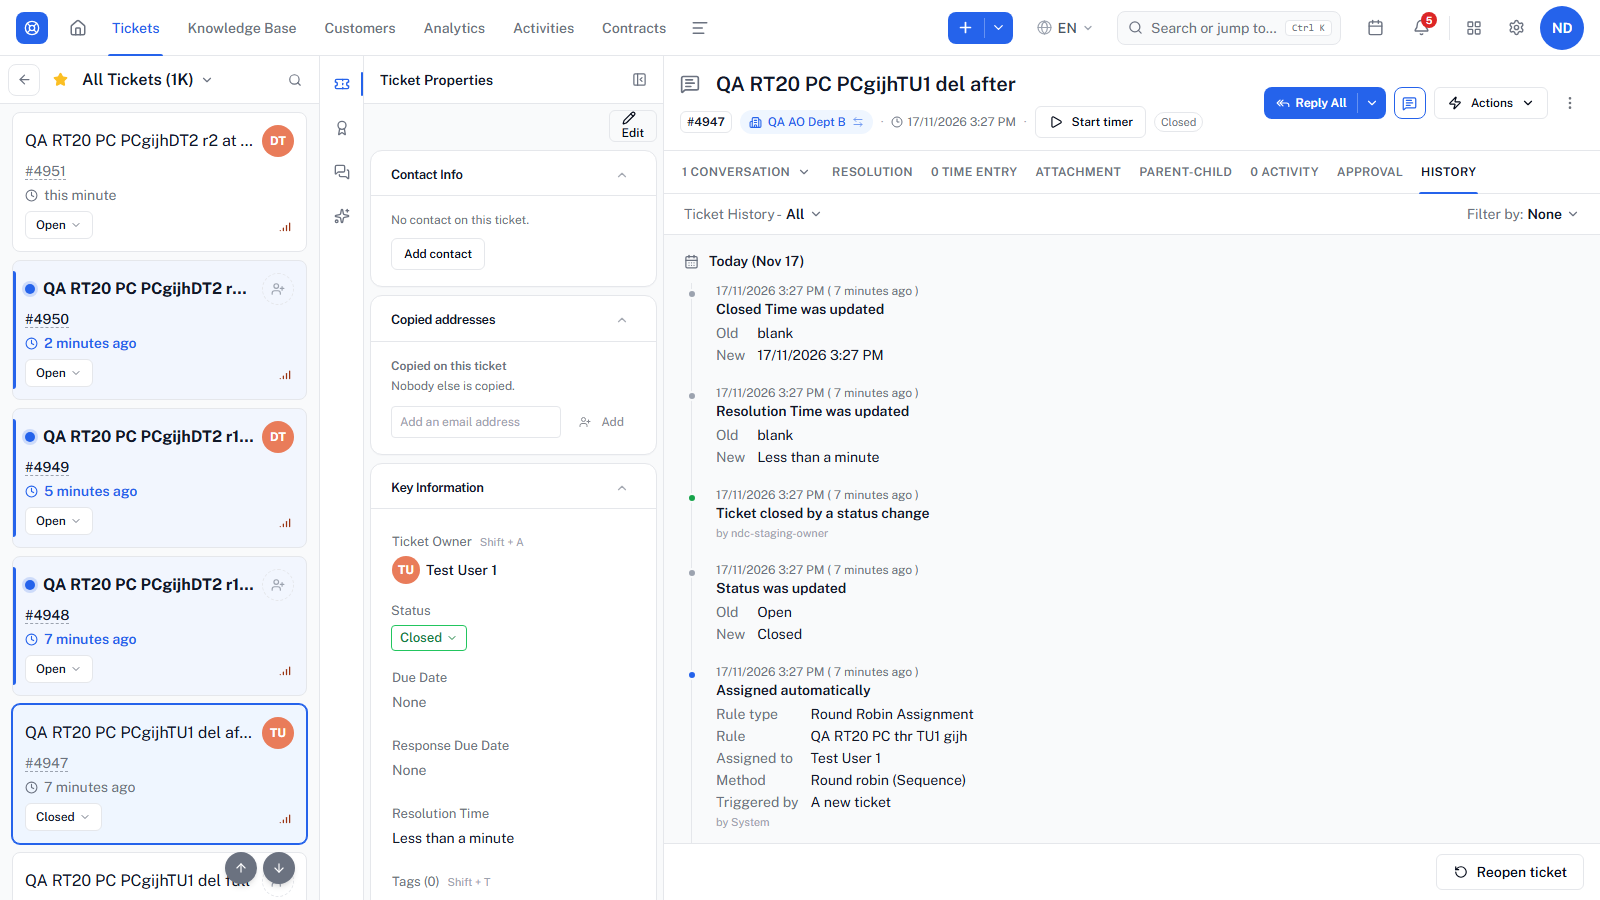 Tickets
Knowledge Base
Customers
Analytics
Activities
Contracts
EN
Search or jump to...
Ctrl K
5
ND
All Tickets (1K)
QA RT20 PC PCgijhDT2 r2 at ...
DT
#4951
this minute
Open
QA RT20 PC PCgijhDT2 r...
#4950
2 minutes ago
Open
QA RT20 PC PCgijhDT2 r1...
DT
#4949
5 minutes ago
Open
QA RT20 PC PCgijhDT2 r1...
#4948
7 minutes ago
Open
QA RT20 PC PCgijhTU1 del af...
TU
#4947
7 minutes ago
Closed
QA RT20 PC PCgijhTU1 del full
Ticket Properties
Edit
Contact Info
No contact on this ticket.
Add contact
Copied addresses
Copied on this ticket
Nobody else is copied.
Add an email address
Add
Key Information
Ticket Owner Shift + A
TU
Test User 1
Status
Closed
Due Date
None
Response Due Date
None
Resolution Time
Less than a minute
Tags (0) Shift + T
QA RT20 PC PCgijhTU1 del after
#4947
QA AO Dept B
· 17/11/2026 3:27 PM ·
Start timer
Closed
Reply All
Actions
1 CONVERSATION
RESOLUTION
0 TIME ENTRY
ATTACHMENT
PARENT-CHILD
0 ACTIVITY
APPROVAL
HISTORY
Ticket History - All
Filter by: None
Today (Nov 17)
17/11/2026 3:27 PM ( 7 minutes ago )
Closed Time was updated
Old blank
New 17/11/2026 3:27 PM
17/11/2026 3:27 PM ( 7 minutes ago )
Resolution Time was updated
Old blank
New Less than a minute
17/11/2026 3:27 PM ( 7 minutes ago )
Ticket closed by a status change
by ndc-staging-owner
17/11/2026 3:27 PM ( 7 minutes ago )
Status was updated
Old Open
New Closed
17/11/2026 3:27 PM ( 7 minutes ago )
Assigned automatically
Rule type Round Robin Assignment
Rule QA RT20 PC thr TU1 gijh
Assigned to Test User 1
Method Round robin (Sequence)
Triggered by A new ticket
by System
Reopen ticket